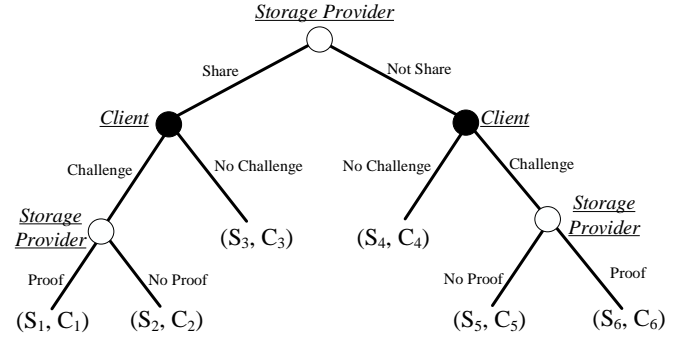 Storage Provider
Share
Not Share
Client
Client
Challenge
No Challenge
No Challenge
Challenge
Storage
Provider
(S3, C3)
(S4, C4)
Storage
Provider
Proof
No Proof
No Proof
Proof
(S1, C1)
(S2, C2)
(S5, C5)
(S6, C6)